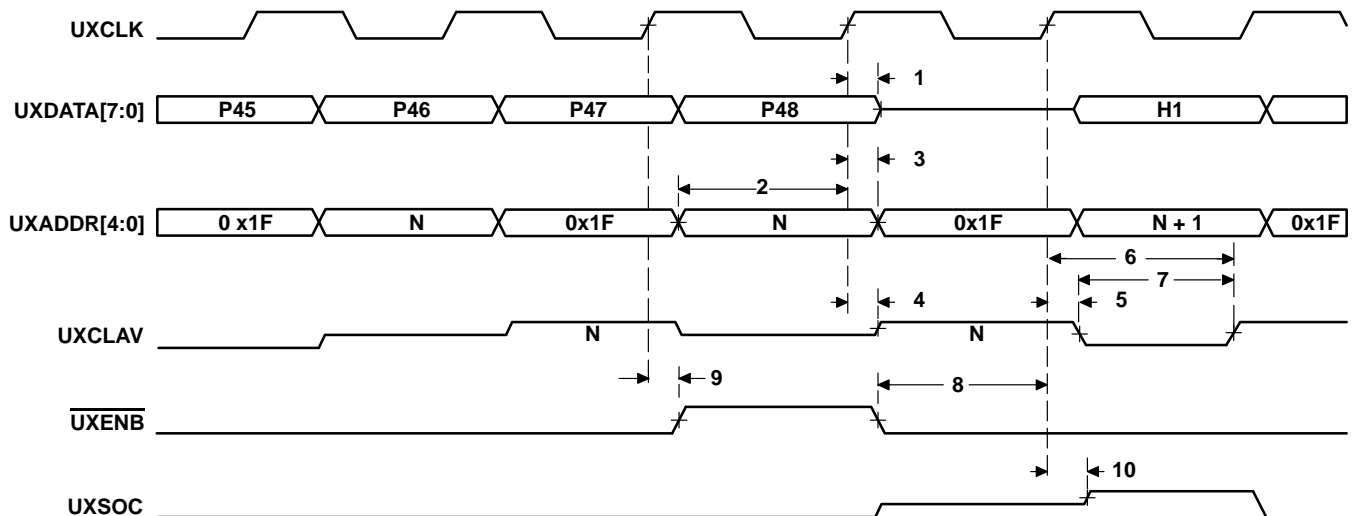 UXCLK
1
UXDATA[7:0] P45 P46 P47 P48 H1
3
2
UXADDR[4:0] 0 x1F N 0x1F N 0x1F N + 1 0x1F
6
7
4 5
UXCLAV N N
9 8
UXENB
10
UXSOC